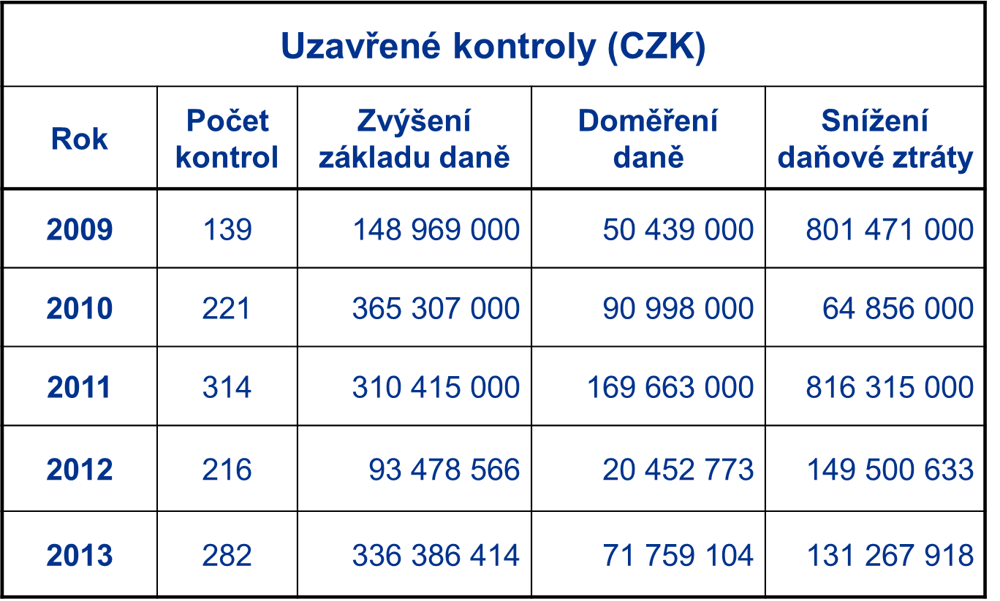 Uzavřené kontroly (CZK)
Rok
Počet
kontrol
Zvýšení
základu daně
Doměření
daně
Snížení
daňové ztráty
2009 139 148 969 000 50 439 000 801 471 000
2010 221 365 307 000 90 998 000 64 856 000
2011 314 310 415 000 169 663 000 816 315 000
2012 216 93 478 566 20 452 773 149 500 633
2013 282 336 386 414 71 759 104 131 267 918